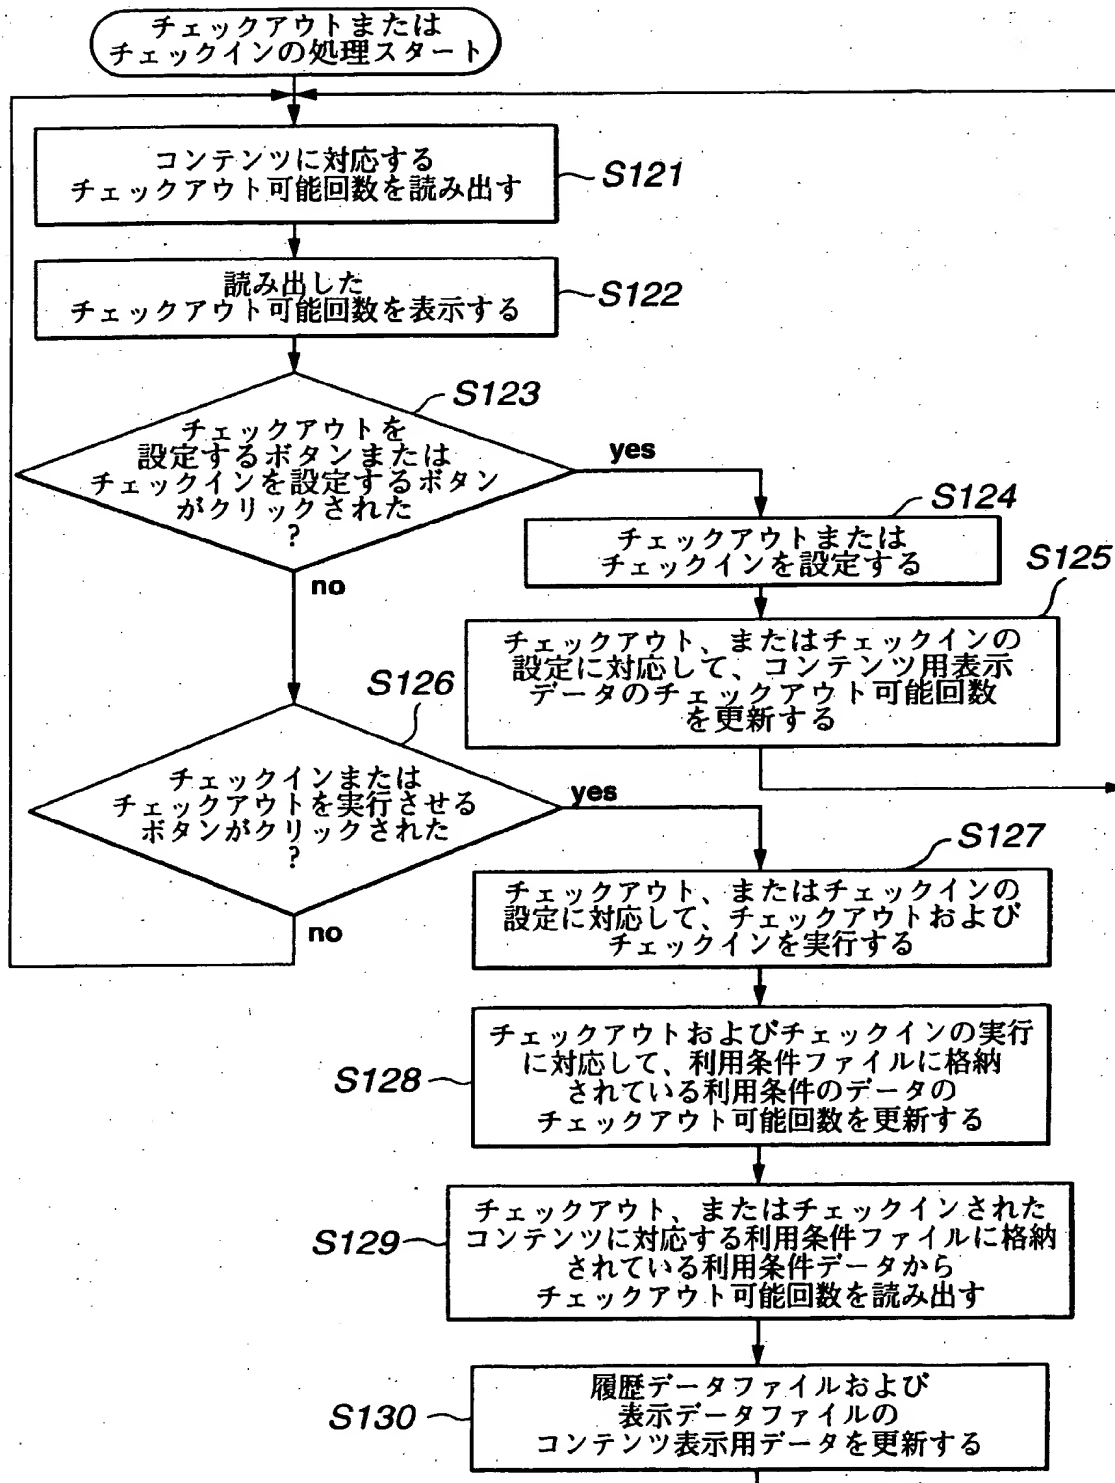 チェックアウトまたは
チェックインの処理スタート
コンテンツに対応する
チェックアウト可能回数を読み出す
S121
読み出した
チェックアウト可能回数を表示する
S122
S123
チェックアウトを
設定するボタンまたは
チェックインを設定するボタン
がクリックされた
?
yes
no
S124
チェックアウトまたは
チェックインを設定する
S125
チェックアウト、またはチェックインの
設定に対応して、コンテンツ用表示
データのチェックアウト可能回数
を更新する
S126
チェックインまたは
チェックアウトを実行させる
ボタンがクリックされた
?
yes
no
S127
チェックアウト、またはチェックインの
設定に対応して、チェックアウトおよび
チェックインを実行する
S128
チェックアウトおよびチェックインの実行
に対応して、利用条件ファイルに格納
されている利用条件のデータの
チェックアウト可能回数を更新する
S129
チェックアウト、またはチェックインされた
コンテンツに対応する利用条件ファイルに格納
されている利用条件データから
チェックアウト可能回数を読み出す
S130
履歴データファイルおよび
表示データファイルの
コンテンツ表示用データを更新する